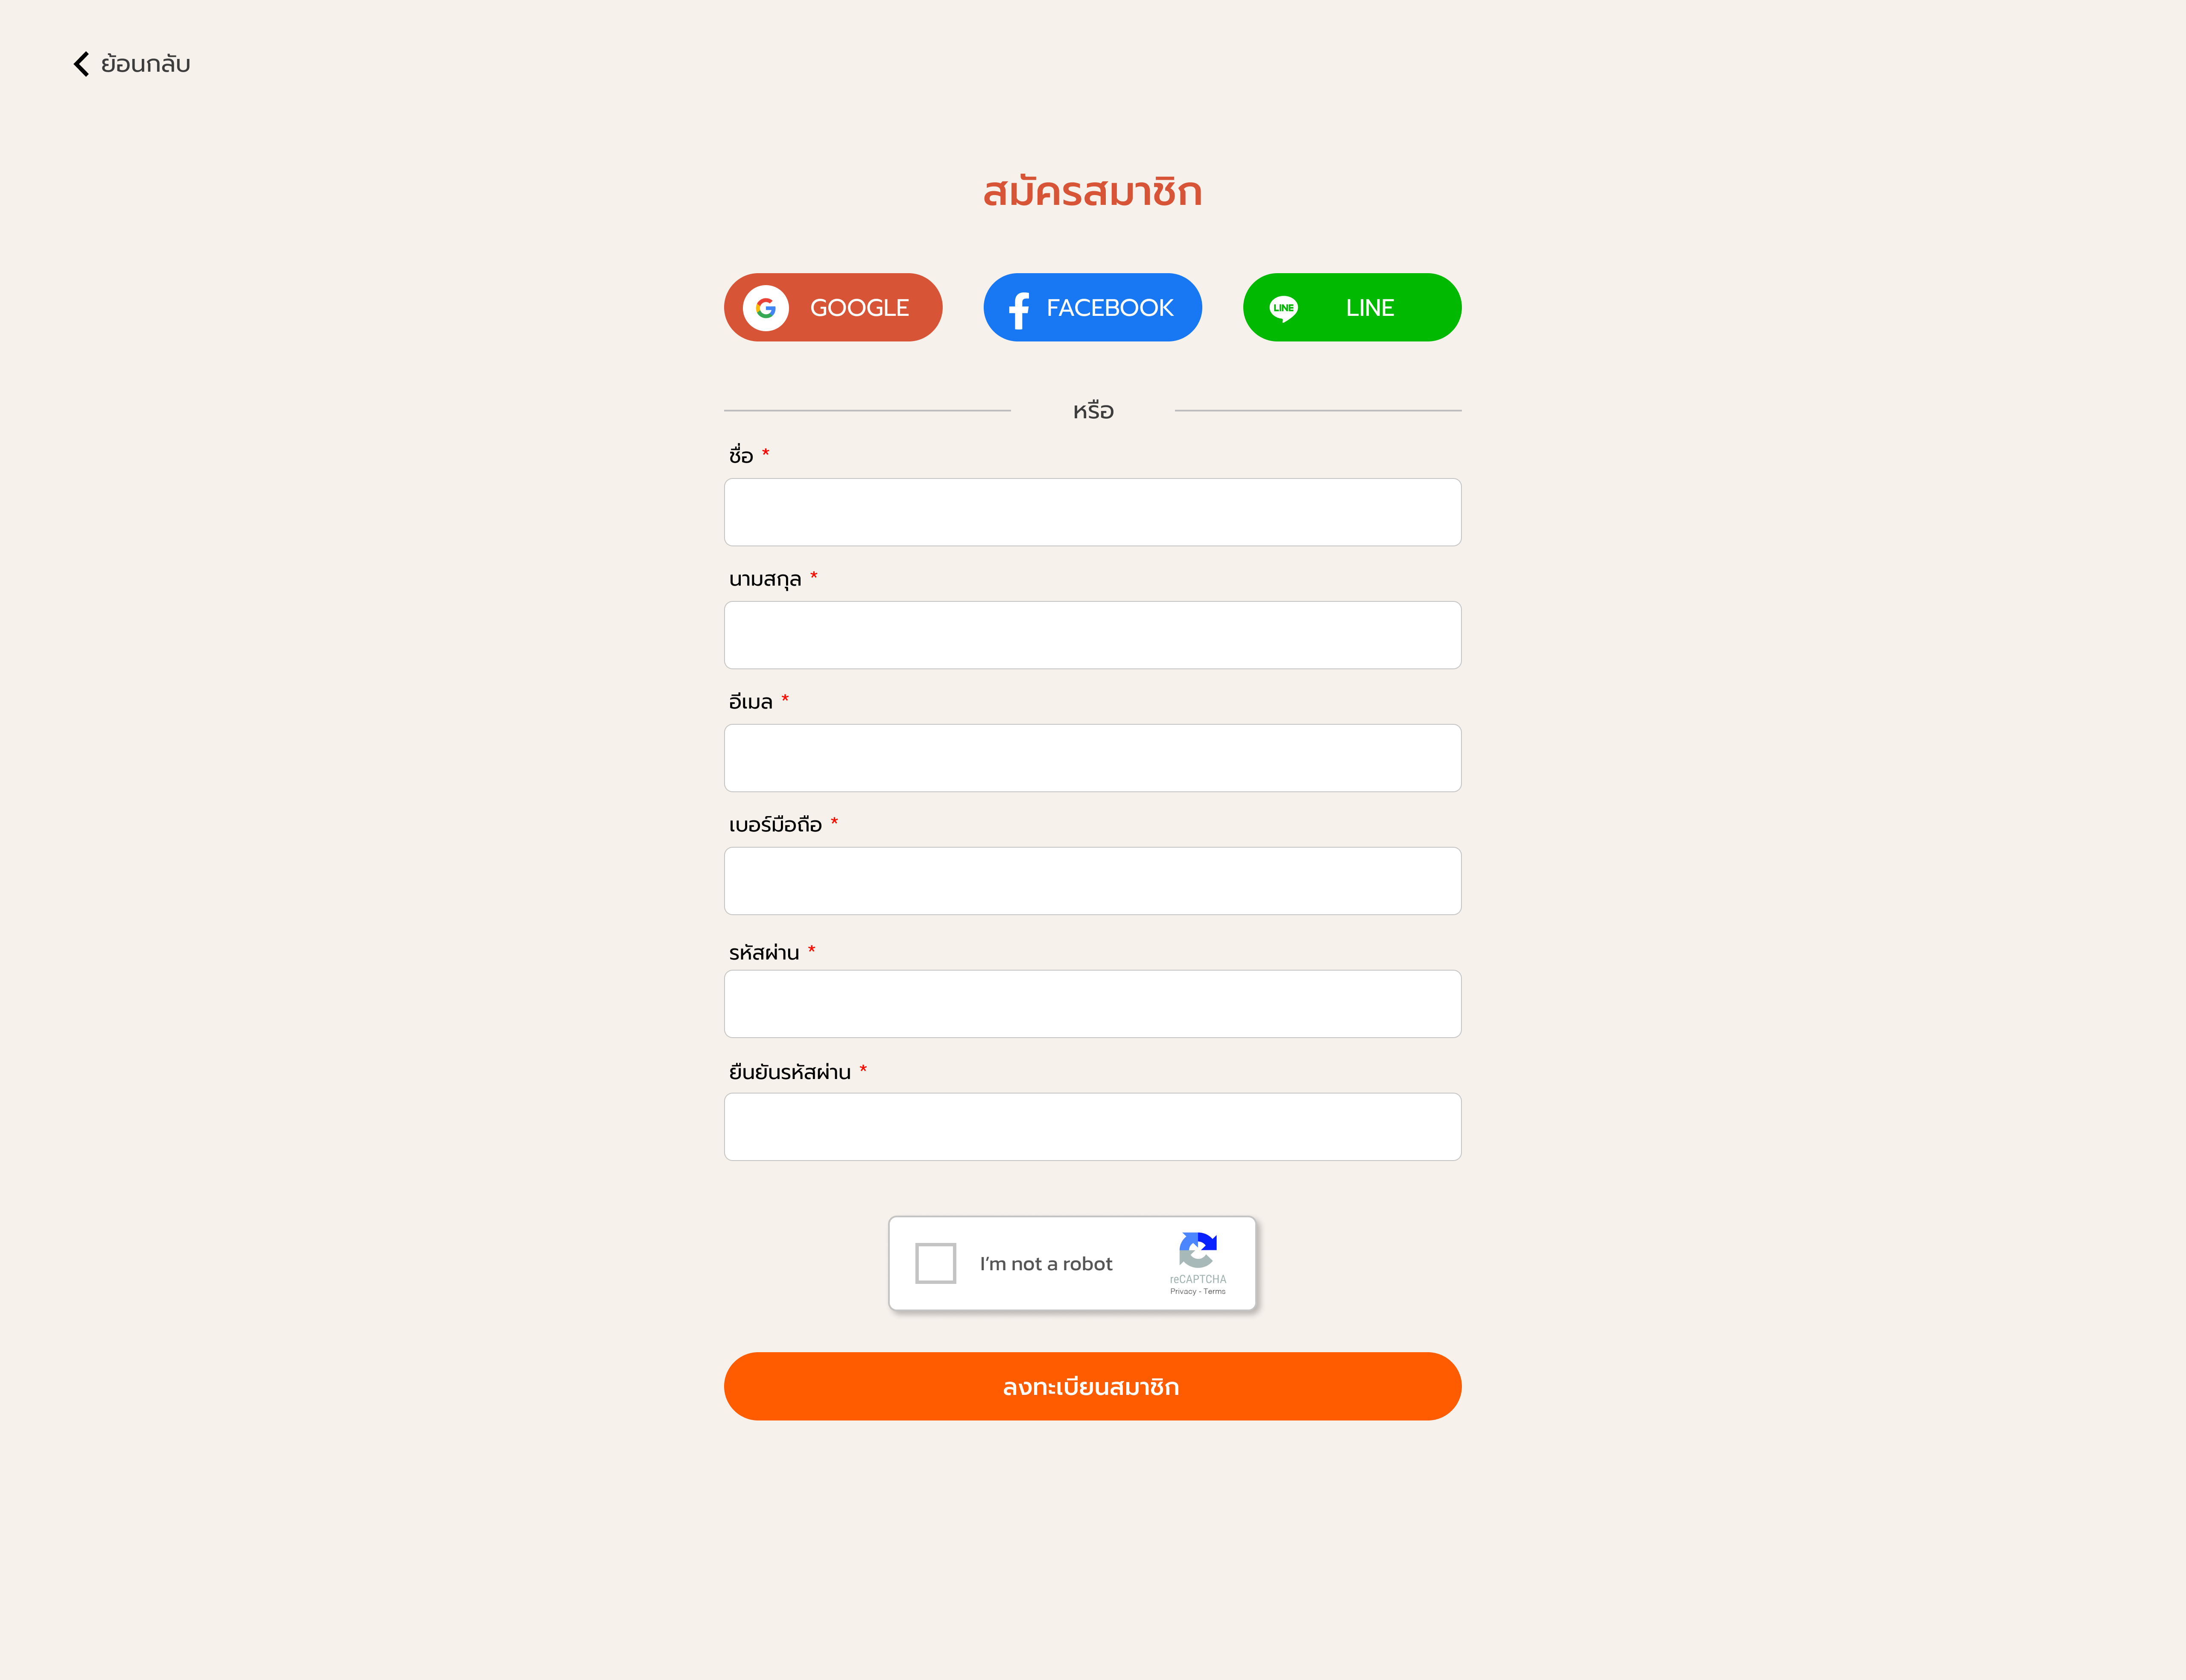 ย้อนกลับ
สมัครสมาชิก
GOOGLE
FACEBOOK
LINE LINE
หรือ
ชื่อ *
นามสกุล *
อีเมล *
เบอร์มือถือ *
รหัสผ่าน *
ยืนยันรหัสผ่าน *
I'm not a robot
reCAPTCHA
Privacy - Terms
ลงทะเบียนสมาชิก